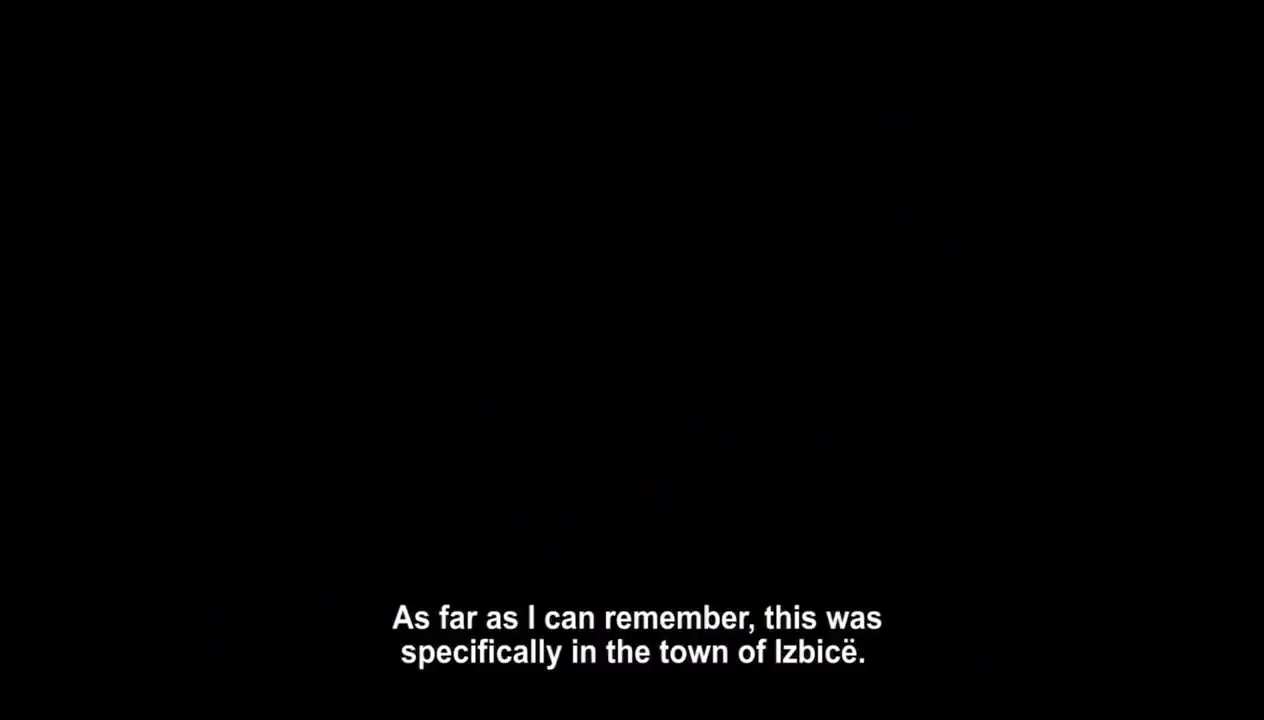 As far as I can remember, this was
specifically in the town of Izbicë.